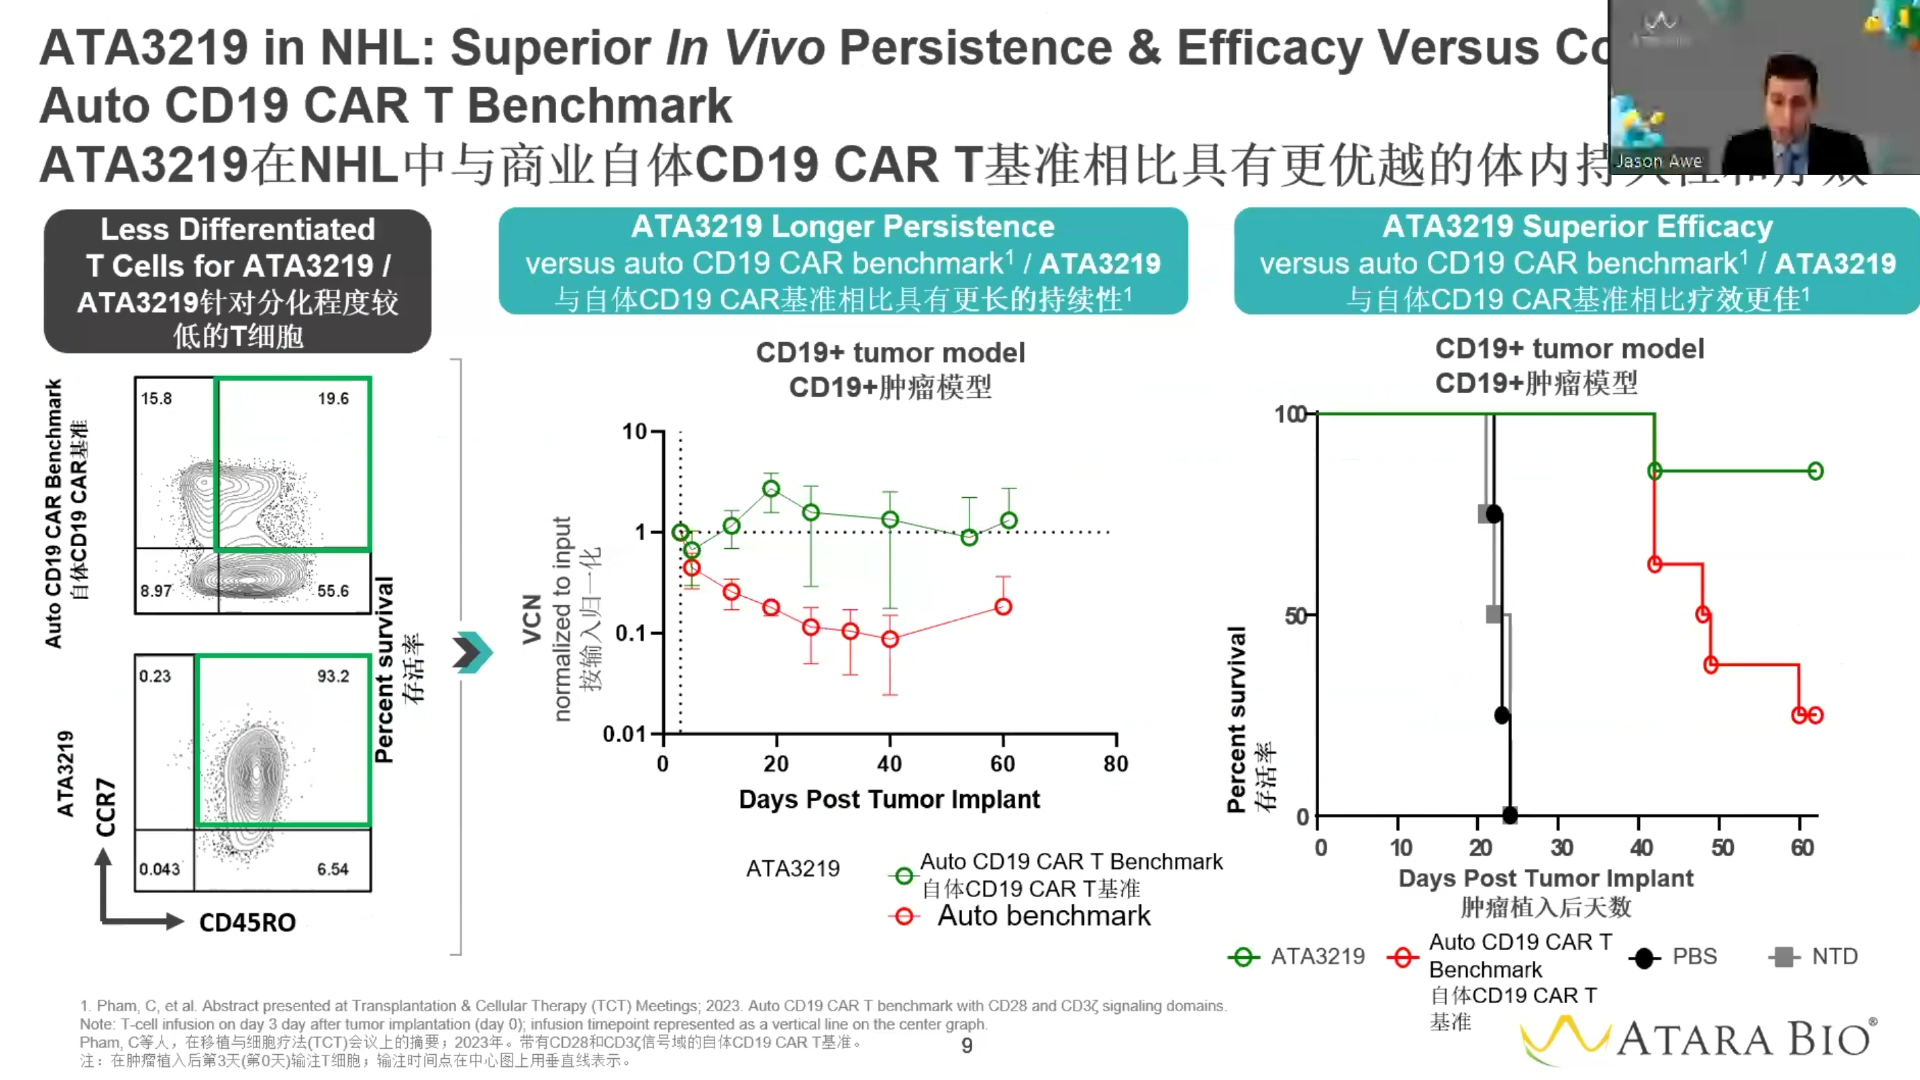 ATA3219 in NHL: Superior In Vivo Persistence & Efficacy Versus Co
Auto CD19 CAR T Benchmark
ATA3219在NHL中与商业自体CD19 CAR T基准相比具有更优越的体内持久性和疗效
Jason Awe
Less Differentiated
T Cells for ATA3219 /
ATA3219针对分化程度较
低的T细胞
ATA3219 Longer Persistence
versus auto CD19 CAR benchmark¹ / ATA3219
与自体CD19 CAR基准相比具有更长的持续性¹
ATA3219 Superior Efficacy
versus auto CD19 CAR benchmark¹ / ATA3219
与自体CD19 CAR基准相比疗效更佳¹
Auto CD19 CAR Benchmark
自体CD19 CAR基准
15.8
19.6
8.97
55.6
ATA3219
0.23
93.2
0.043
6.54
CCR7
CD45RO
Percent survival
存活率
CD19+ tumor model
CD19+肿瘤模型
VCN
normalized to input
按输入归一化
10
1
0.1
0.01
0
20
40
60
80
Days Post Tumor Implant
ATA3219
Auto CD19 CAR T Benchmark
自体CD19 CAR T基准
Auto benchmark
CD19+ tumor model
CD19+肿瘤模型
Percent survival
存活率
100
50
0
0
10
20
30
40
50
60
Days Post Tumor Implant
肿瘤植入后天数
ATA3219
Auto CD19 CAR T
Benchmark
自体CD19 CAR T
基准
PBS
NTD
1. Pham, C, et al. Abstract presented at Transplantation & Cellular Therapy (TCT) Meetings; 2023. Auto CD19 CAR T benchmark with CD28 and CD3ζ signaling domains.
Note: T-cell infusion on day 3 day after tumor implantation (day 0); infusion timepoint represented as a vertical line on the center graph.
Pham, C等人，在移植与细胞疗法(TCT)会议上的摘要；2023年。带有CD28和CD3ζ信号域的自体CD19 CAR T基准。
注：在肿瘤植入后第3天(第0天)输注T细胞；输注时间点在中心图上用垂直线表示。
9
ATARA BIO®